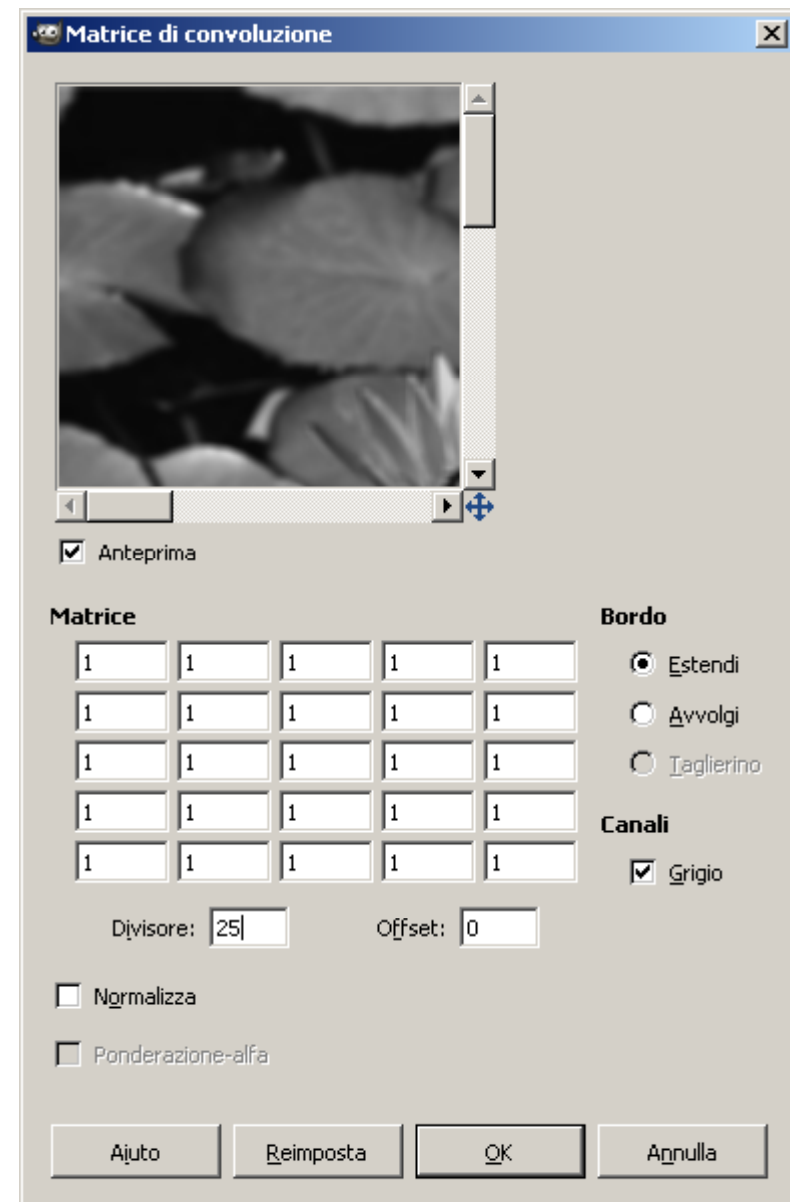 Matrice di convoluzione
Anteprima
Matrice
1 1 1 1 1
1 1 1 1 1
1 1 1 1 1
1 1 1 1 1
1 1 1 1 1
Bordo
Estendi
Avvolgi
Taglierino
Canali
Grigio
Divisore: 25 Offset: 0
Normalizza
Ponderazione-alfa
Aiuto Reimposta OK Annulla